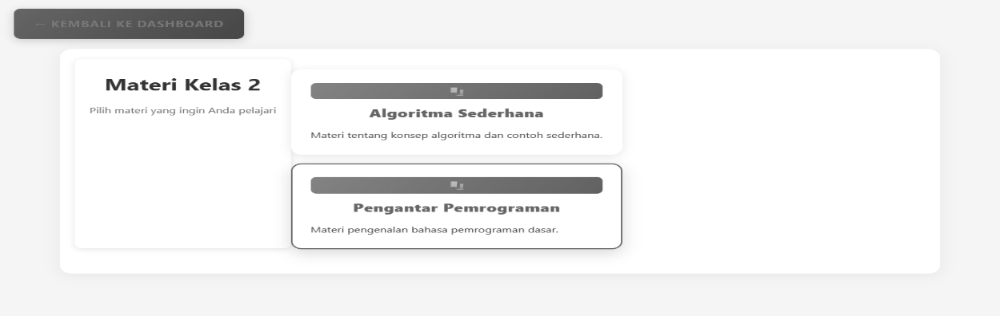 ← KEMBALI KE DASHBOARD
Materi Kelas 2
Pilih materi yang ingin Anda pelajari
Algoritma Sederhana
Materi tentang konsep algoritma dan contoh sederhana.
Pengantar Pemrograman
Materi pengenalan bahasa pemrograman dasar.